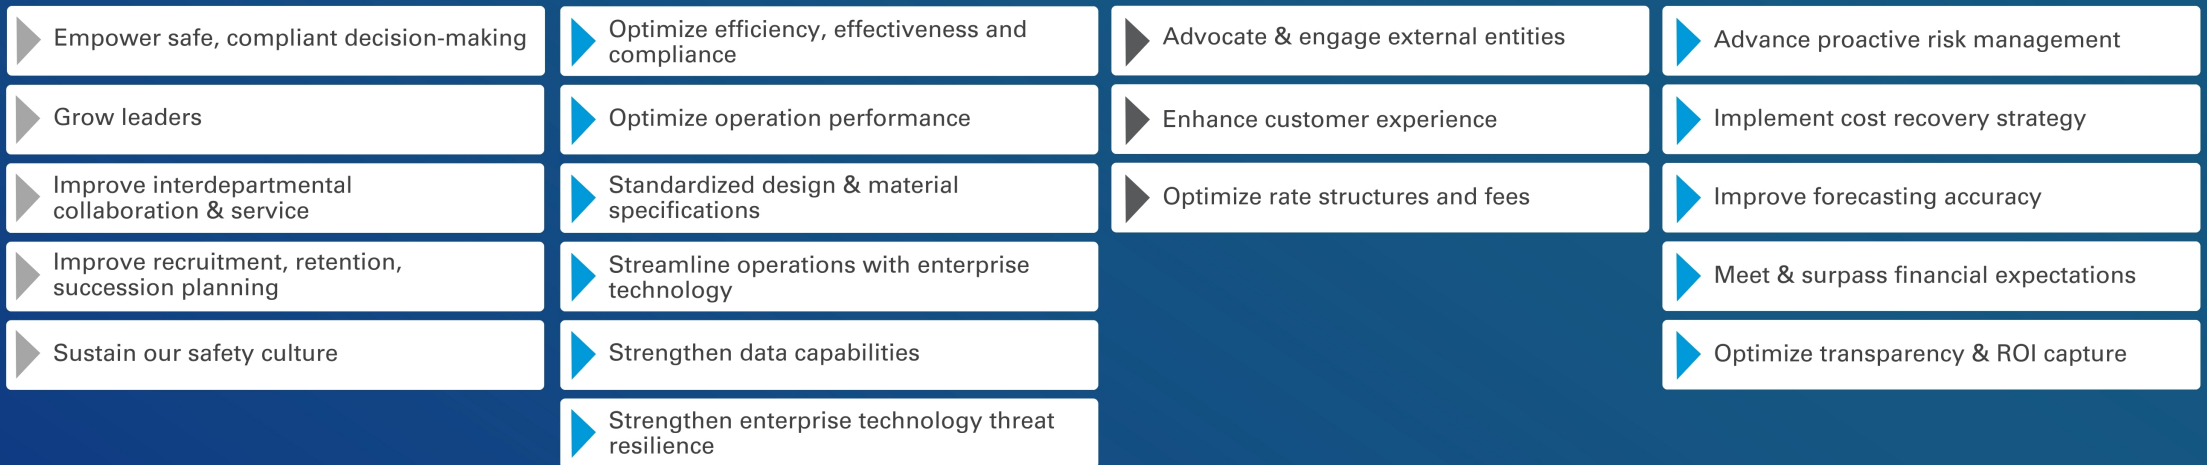 Empower safe, compliant decision-making
Grow leaders
Improve interdepartmental
collaboration & service
Improve recruitment, retention,
succession planning
Sustain our safety culture
Optimize efficiency, effectiveness and
compliance
Optimize operation performance
Standardized design & material
specifications
Streamline operations with enterprise
technology
Strengthen data capabilities
Strengthen enterprise technology threat
resilience
Advocate & engage external entities
Enhance customer experience
Optimize rate structures and fees
Advance proactive risk management
Implement cost recovery strategy
Improve forecasting accuracy
Meet & surpass financial expectations
Optimize transparency & ROI capture